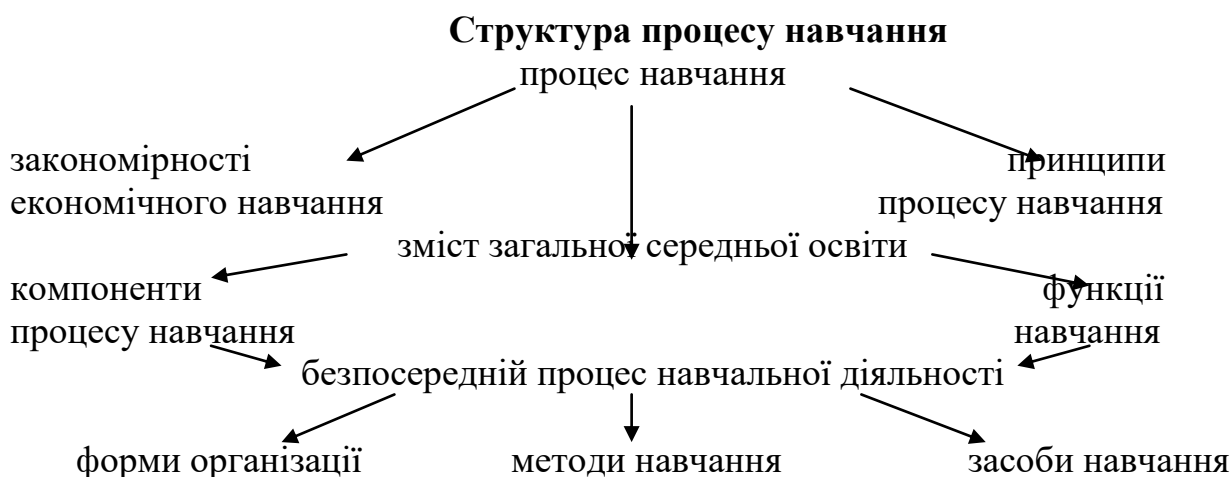 Структура процесу навчання
процес навчання
закономірності
економічного навчання
принципи
процесу навчання
зміст загальної середньої освіти
компоненти
процесу навчання
функції
навчання
безпосередній процес навчальної діяльності
форми організації
методи навчання
засоби навчання